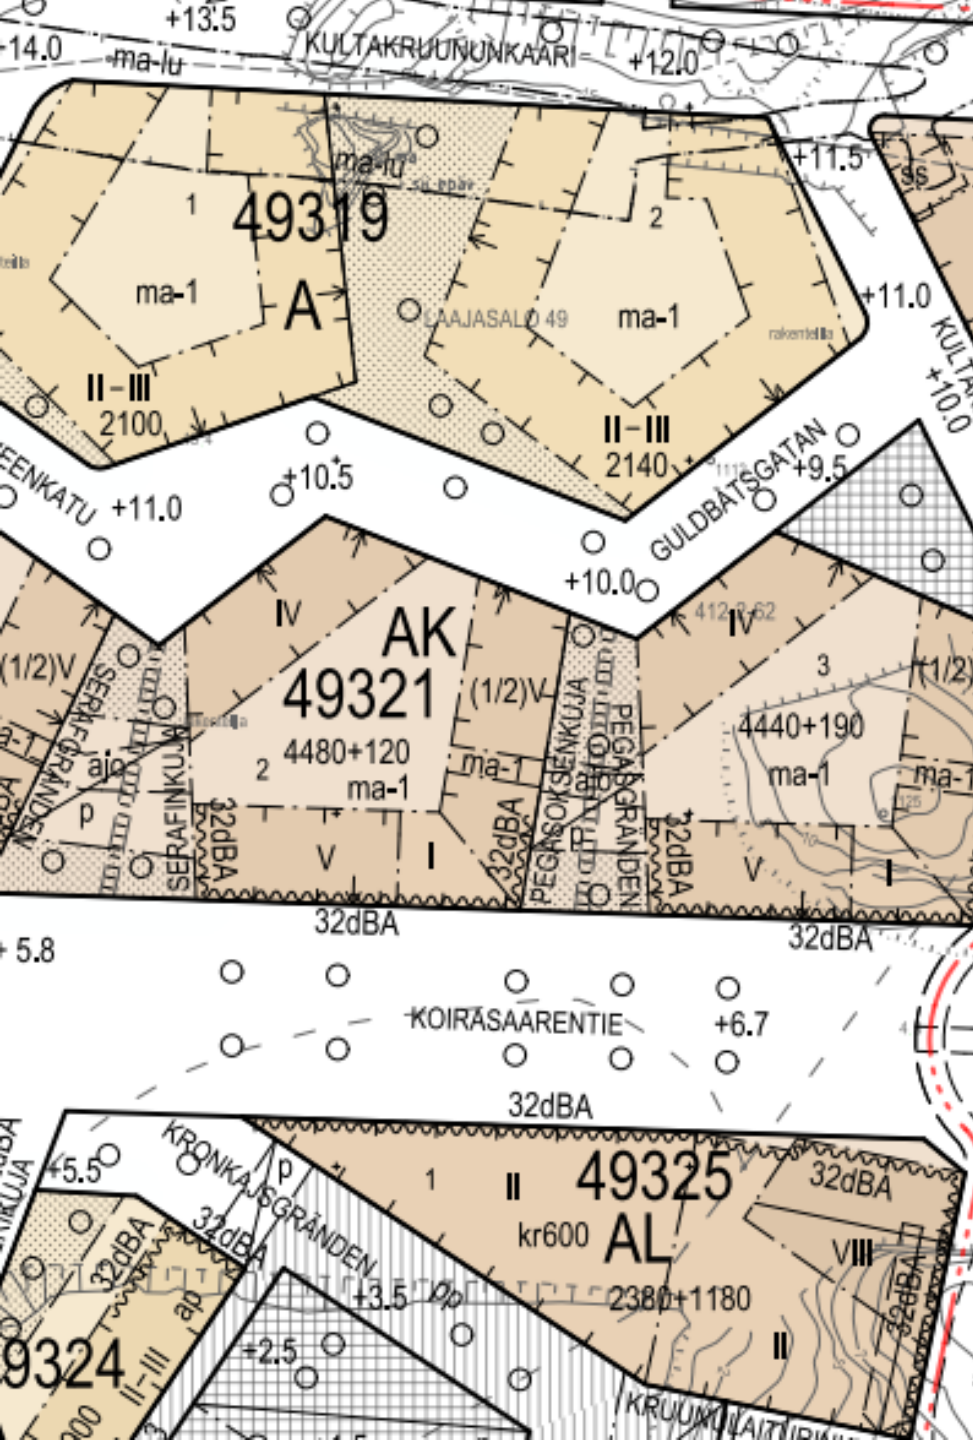 +13.5
+14.0
ma-lu
KULTAKRUUNUNKAARI
+12.0
+11.5
ss
ma-lu
1
49319
2
ma-1
A
ma-1
+11.0
LAAJASALO 49
rakenteilla
II-III
2100
II-III
2140
GULDBÅTSGATAN
+9.5
+10.0
+10.5
+11.0
+10.0
IV
AK
49321
(1/2)V
(1/2)V
4480+120
2
ma-1
ma-1
32dBA
V
I
32dBA
SERAFGRÄNDEN
SERAFINKUJA
ajo
p
PEGASOKSENKUJA
PEGASGRÄNDEN
p
412-2-62
IV
3
(1/2)
4440+190
ma-1
ma-1
32dBA
V
I
32dBA
32dBA
+ 5.8
KOIRASAARENTIE
+6.7
32dBA
+5.5
KRONKAJSGRÄNDEN
p
32dBA
1
II
49325
32dBA
kr600
AL
VIII
32dBA
2380+1180
II
+3.5
pp
+2.5
32dBA
ap
9324
II-III